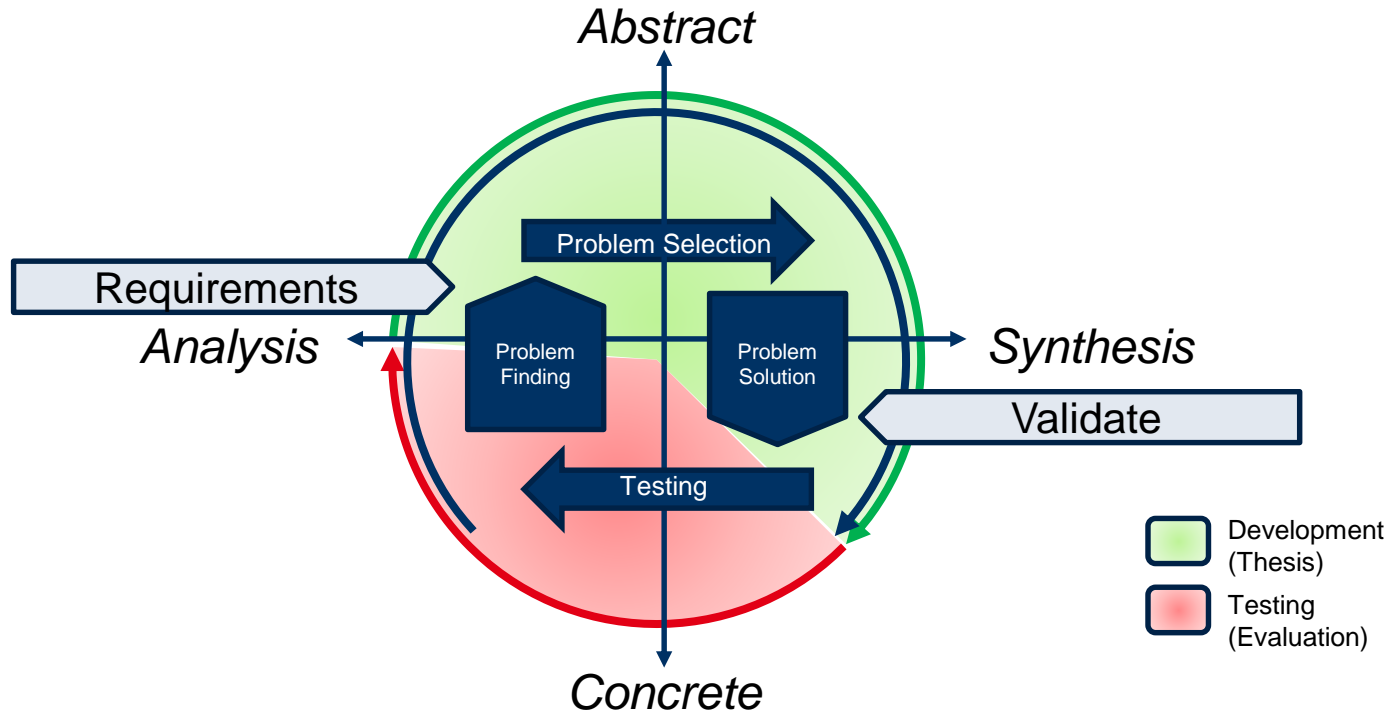 Abstract
Problem Selection
Requirements
Analysis
Problem
Finding
Problem
Solution
Synthesis
Validate
Testing
Development
(Thesis)
Testing
(Evaluation)
Concrete